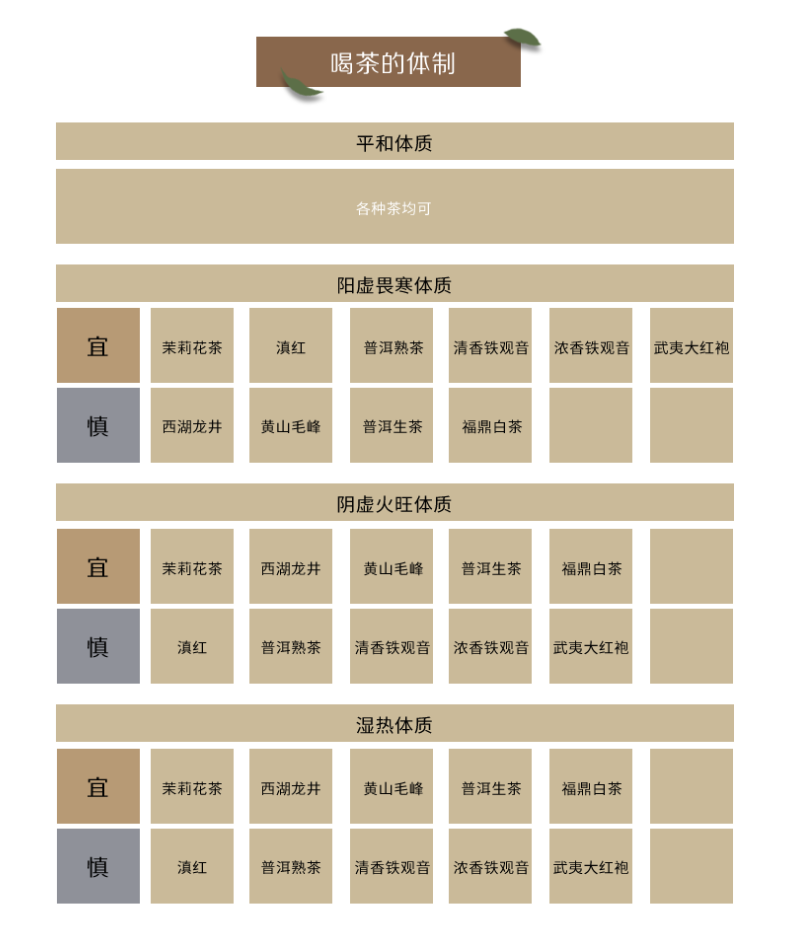 喝茶的体制
平和体质
各种茶均可
阳虚畏寒体质
宜 茉莉花茶 滇红 普洱熟茶 清香铁观音 浓香铁观音 武夷大红袍
慎 西湖龙井 黄山毛峰 普洱生茶 福鼎白茶
阴虚火旺体质
宜 茉莉花茶 西湖龙井 黄山毛峰 普洱生茶 福鼎白茶
慎 滇红 普洱熟茶 清香铁观音 浓香铁观音 武夷大红袍
湿热体质
宜 茉莉花茶 西湖龙井 黄山毛峰 普洱生茶 福鼎白茶
慎 滇红 普洱熟茶 清香铁观音 浓香铁观音 武夷大红袍